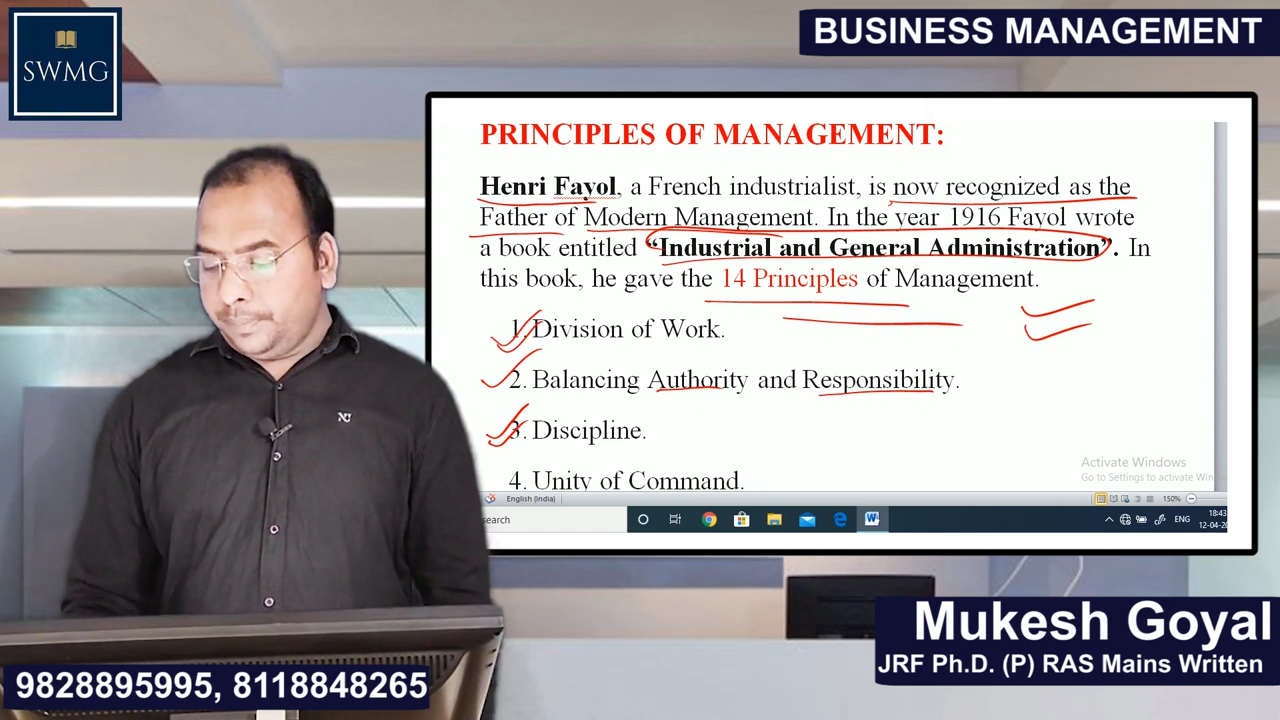 SWMG
BUSINESS MANAGEMENT
PRINCIPLES OF MANAGEMENT:
Henri Fayol, a French industrialist, is now recognized as the
Father of Modern Management. In the year 1916 Fayol wrote
a book entitled “Industrial and General Administration”. In
this book, he gave the 14 Principles of Management.
1. Division of Work.
2. Balancing Authority and Responsibility.
3. Discipline.
4. Unity of Command.
Activate Windows
Go to Settings to activate
English (India)
150%
search
ENG
18:43
Mukesh Goyal
JRF Ph.D. (P) RAS Mains Written
9828895995, 8118848265